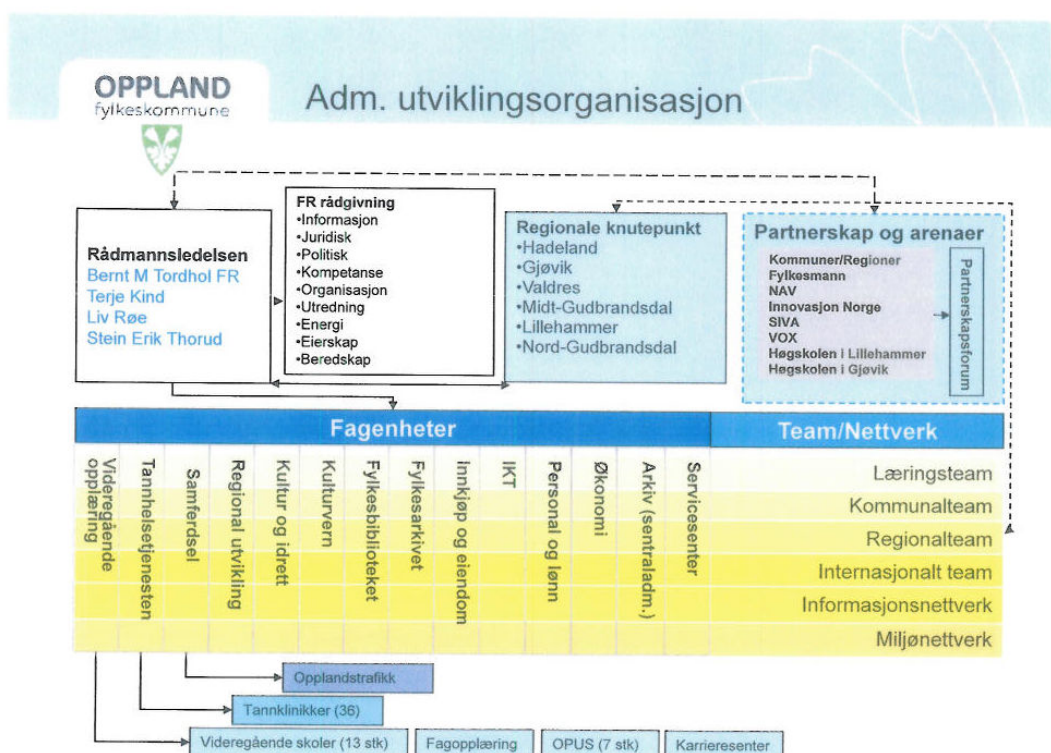 OPPLAND
fylkeskommune
Adm. utviklingsorganisasjon
Rådmannsledelsen
Bernt M Tordhol FR
Terje Kind
Liv Røe
Stein Erik Thorud
FR rådgivning
•Informasjon
•Juridisk
•Politisk
•Kompetanse
•Organisasjon
•Utredning
•Energi
•Eierskap
•Beredskap
Regionale knutepunkt
•Hadeland
•Gjøvik
•Valdres
•Midt-Gudbrandsdal
•Lillehammer
•Nord-Gudbrandsdal
Partnerskap og arenaer
Kommuner/Regioner
Fylkesmann
NAV
Innovasjon Norge
SIVA
VOX
Høgskolen i Lillehammer
Høgskolen i Gjøvik
Partnerskapsforum
Fagenheter
Videregående
opplæring
Tannhelsetjenesten
Samferdsel
Regional utvikling
Kultur og idrett
Kulturvern
Fylkesbiblioteket
Fylkesarkivet
Innkjøp og eiendom
IKT
Personal og lønn
Økonomi
Arkiv (sentraladm.)
Servicesenter
Team/Nettverk
Læringsteam
Kommunalteam
Regionalteam
Internasjonalt team
Informasjonsnettverk
Miljønettverk
Opplandstrafikk
Tannklinikker (36)
Videregående skoler (13 stk)
Fagopplæring
OPUS (7 stk)
Karrieresenter